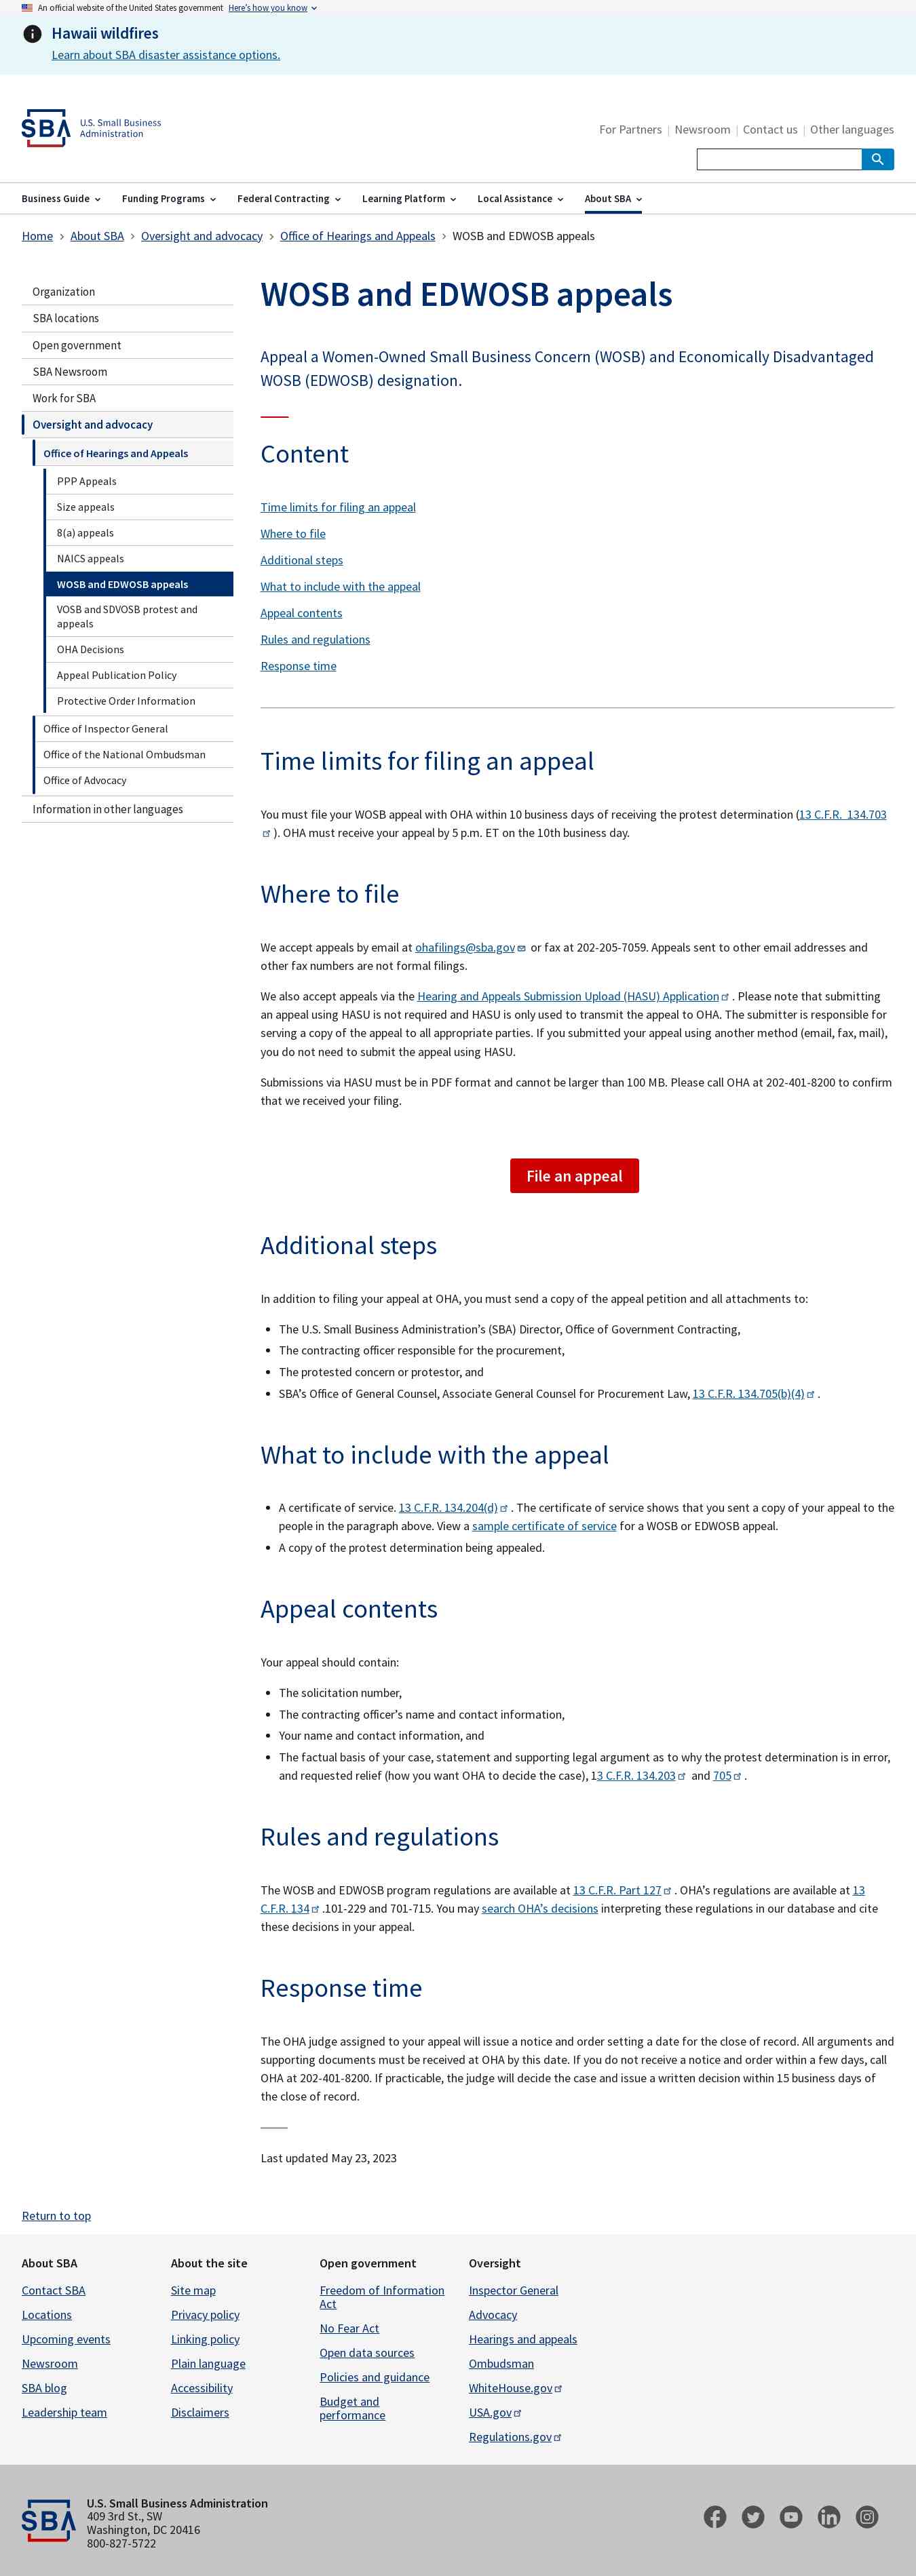 An official website of the United States government Here's how you know
Hawaii wildfires
Learn about SBA disaster assistance options.
SBA U.S. Small Business
Administration
For Partners Newsroom Contact us Other languages
Business Guide Funding Programs Federal Contracting Learning Platform Local Assistance About SBA
Home About SBA Oversight and advocacy Office of Hearings and Appeals WOSB and EDWOSB appeals
Organization
SBA locations
Open government
SBA Newsroom
Work for SBA
Oversight and advocacy
Office of Hearings and Appeals
PPP Appeals
Size appeals
8(a) appeals
NAICS appeals
WOSB and EDWOSB appeals
VOSB and SDVOSB protest and
appeals
OHA Decisions
Appeal Publication Policy
Protective Order Information
Office of Inspector General
Office of the National Ombudsman
Office of Advocacy
Information in other languages
WOSB and EDWOSB appeals
Appeal a Women-Owned Small Business Concern (WOSB) and Economically Disadvantaged
WOSB (EDWOSB) designation.
Content
Time limits for filing an appeal
Where to file
Additional steps
What to include with the appeal
Appeal contents
Rules and regulations
Response time
Time limits for filing an appeal
You must file your WOSB appeal with OHA within 10 business days of receiving the protest determination (13 C.F.R. 134.703
). OHA must receive your appeal by 5 p.m. ET on the 10th business day.
Where to file
We accept appeals by email at ohafilings@sba.gov or fax at 202-205-7059. Appeals sent to other email addresses and
other fax numbers are not formal filings.
We also accept appeals via the Hearing and Appeals Submission Upload (HASU) Application . Please note that submitting
an appeal using HASU is not required and HASU is only used to transmit the appeal to OHA. The submitter is responsible for
serving a copy of the appeal to all appropriate parties. If you submitted your appeal using another method (email, fax, mail),
you do not need to submit the appeal using HASU.
Submissions via HASU must be in PDF format and cannot be larger than 100 MB. Please call OHA at 202-401-8200 to confirm
that we received your filing.
File an appeal
Additional steps
In addition to filing your appeal at OHA, you must send a copy of the appeal petition and all attachments to:
• The U.S. Small Business Administration's (SBA) Director, Office of Government Contracting,
• The contracting officer responsible for the procurement,
• The protested concern or protestor, and
• SBA's Office of General Counsel, Associate General Counsel for Procurement Law, 13 C.F.R. 134.705(b)(4) .
What to include with the appeal
• A certificate of service. 13 C.F.R. 134.204(d) . The certificate of service shows that you sent a copy of your appeal to the
people in the paragraph above. View a sample certificate of service for a WOSB or EDWOSB appeal.
• A copy of the protest determination being appealed.
Appeal contents
Your appeal should contain:
• The solicitation number,
• The contracting officer's name and contact information,
• Your name and contact information, and
• The factual basis of your case, statement and supporting legal argument as to why the protest determination is in error,
and requested relief (how you want OHA to decide the case), 13 C.F.R. 134.203 and 705 .
Rules and regulations
The WOSB and EDWOSB program regulations are available at 13 C.F.R. Part 127 . OHA's regulations are available at 13
C.F.R. 134 .101-229 and 701-715. You may search OHA's decisions interpreting these regulations in our database and cite
these decisions in your appeal.
Response time
The OHA judge assigned to your appeal will issue a notice and order setting a date for the close of record. All arguments and
supporting documents must be received at OHA by this date. If you do not receive a notice and order within a few days, call
OHA at 202-401-8200. If practicable, the judge will decide the case and issue a written decision within 15 business days of
the close of record.
Last updated May 23, 2023
Return to top
About SBA
Contact SBA
Locations
Upcoming events
Newsroom
SBA blog
Leadership team
About the site
Site map
Privacy policy
Linking policy
Plain language
Accessibility
Disclaimers
Open government
Freedom of Information
Act
No Fear Act
Open data sources
Policies and guidance
Budget and
performance
Oversight
Inspector General
Advocacy
Hearings and appeals
Ombudsman
WhiteHouse.gov
USA.gov
Regulations.gov
SBA
U.S. Small Business Administration
409 3rd St., SW
Washington, DC 20416
800-827-5722